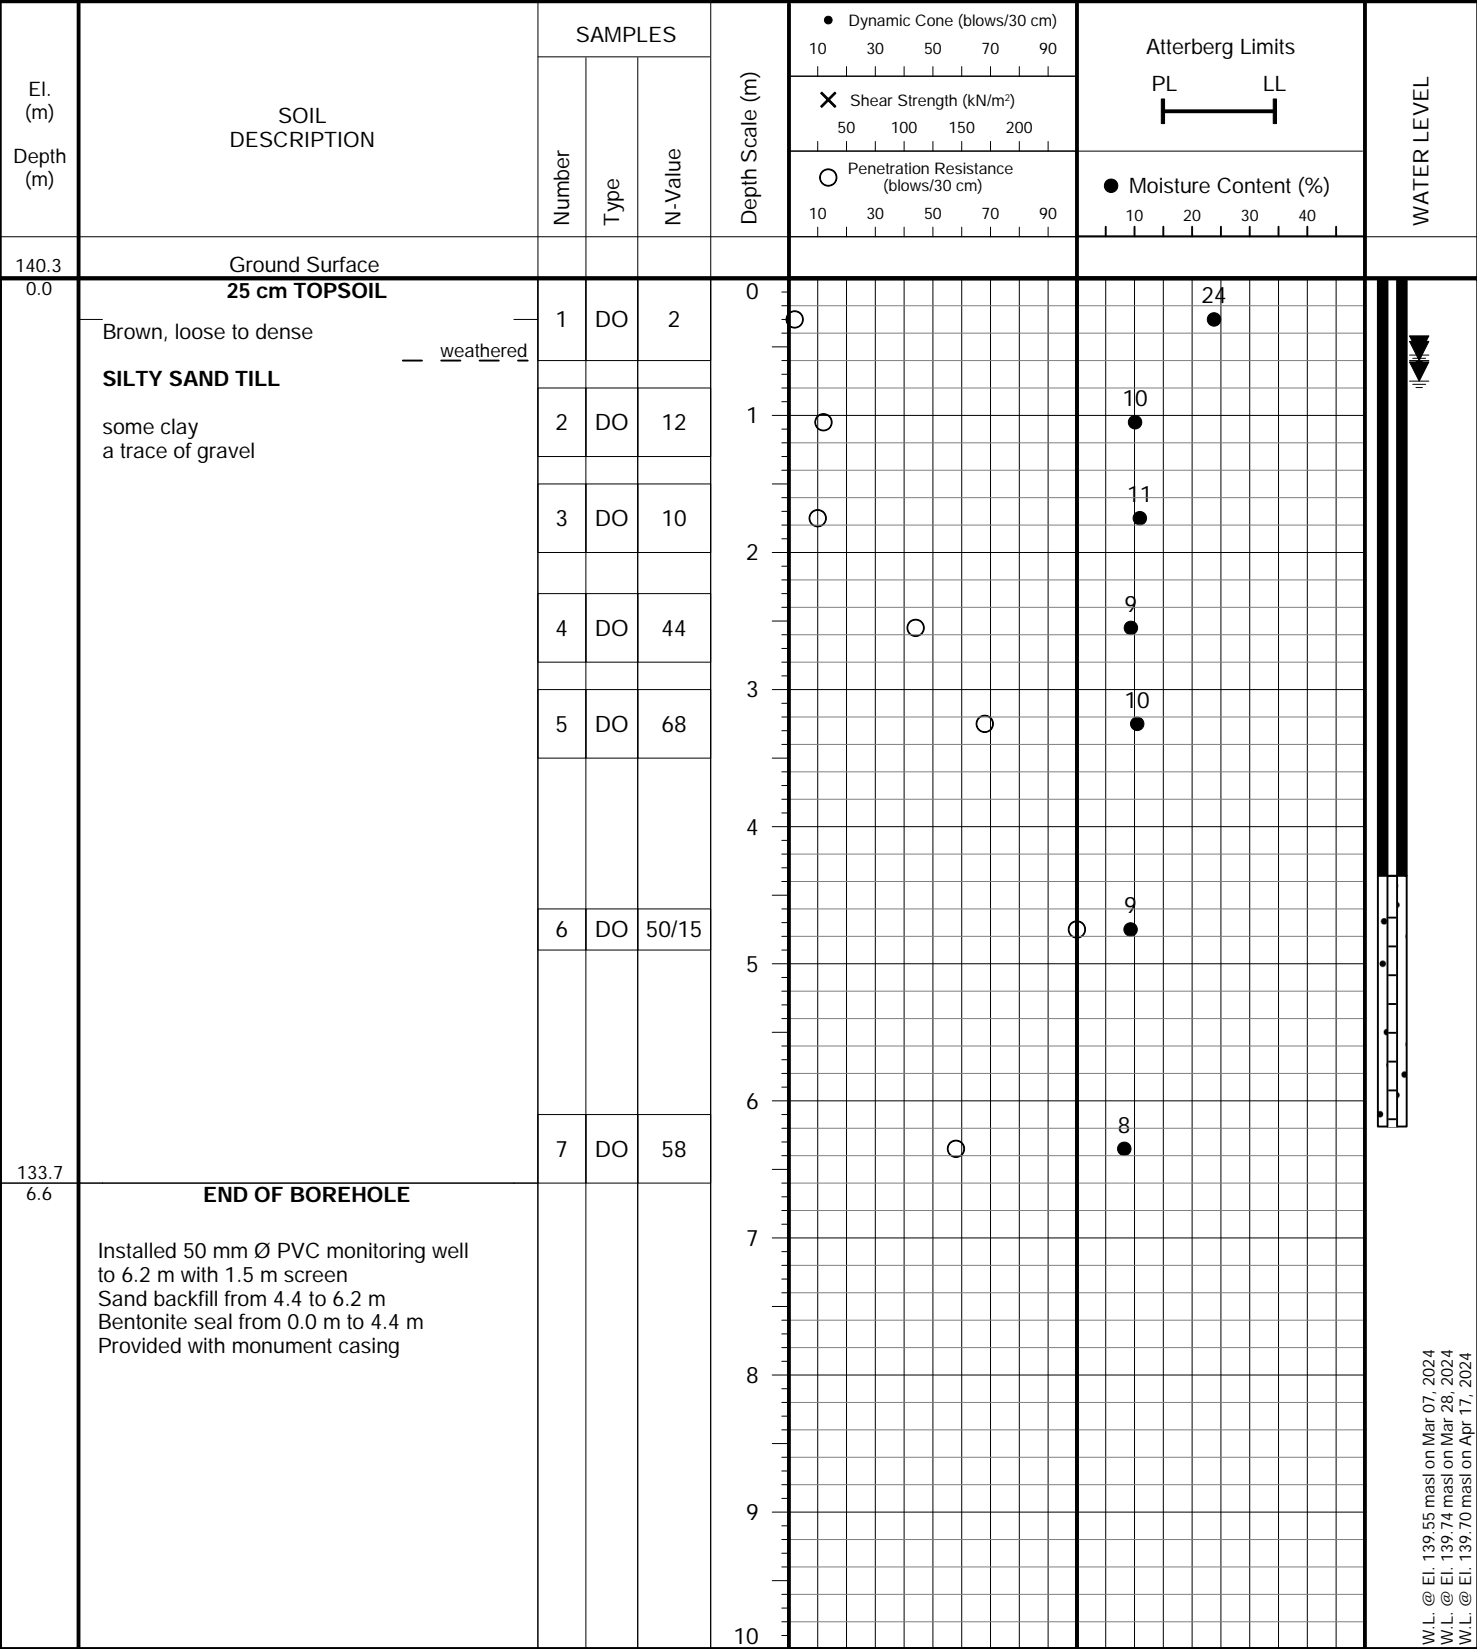 El.
(m)
Depth
(m)
SOIL
DESCRIPTION
SAMPLES
Number
Type
N-Value
Depth Scale (m)
Dynamic Cone (blows/30 cm)
10 30 50 70 90
Shear Strength (kN/m²)
50 100 150 200
Penetration Resistance
(blows/30 cm)
10 30 50 70 90
Atterberg Limits
PL LL
Moisture Content (%)
10 20 30 40
WATER LEVEL
140.3 Ground Surface
0.0 25 cm TOPSOIL 0
Brown, loose to dense
weathered
1 DO 2 24
SILTY SAND TILL
some clay
a trace of gravel
2 DO 12 1 10
3 DO 10 11
2
4 DO 44 9
3
5 DO 68 10
4
6 DO 50/15 9
5
6
7 DO 58 8
133.7
6.6 END OF BOREHOLE
7
Installed 50 mm Ø PVC monitoring well
to 6.2 m with 1.5 m screen
Sand backfill from 4.4 to 6.2 m
Bentonite seal from 0.0 m to 4.4 m
Provided with monument casing
8
9
10
W.L. @ El. 139.55 masl on Mar 07, 2024
W.L. @ El. 139.74 masl on Mar 28, 2024
W.L. @ El. 139.70 masl on Apr 17, 2024